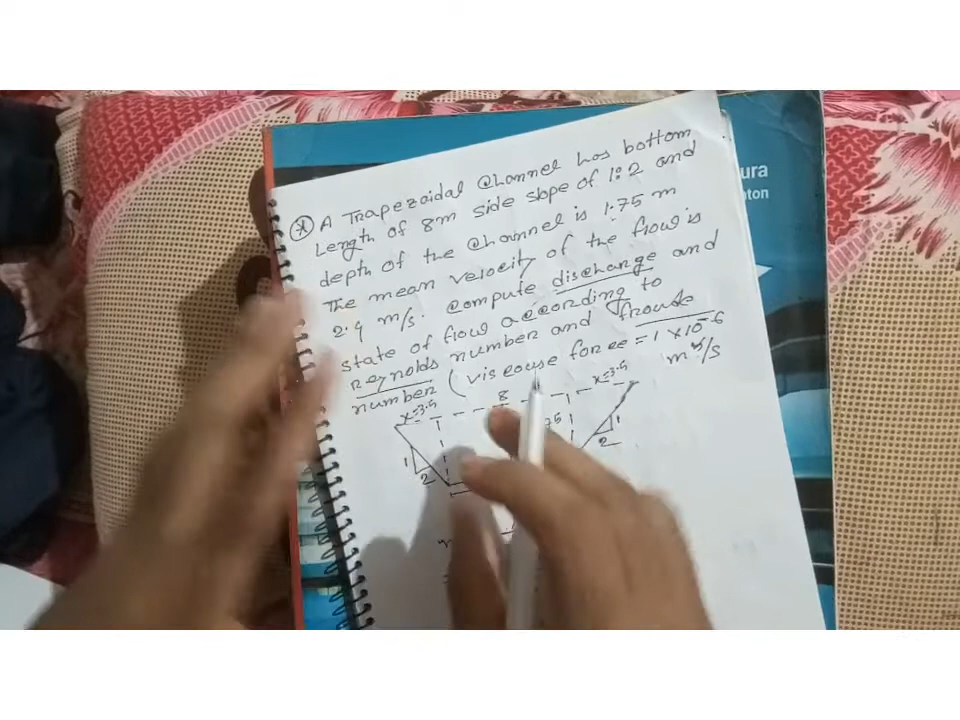 A Trapezoidal channel has bottom
Length of 8m side slope of 1:2 and
depth of the channel is 1.75 m
The mean velocity of the flow is
2.4 m/s. compute discharge and
state of flow according to
Reynolds number and froude
number (viscouse force = 1 x10⁻⁶
m²/s
x=3.5
8
x=3.5
75
1
2
1
2
ura
ton